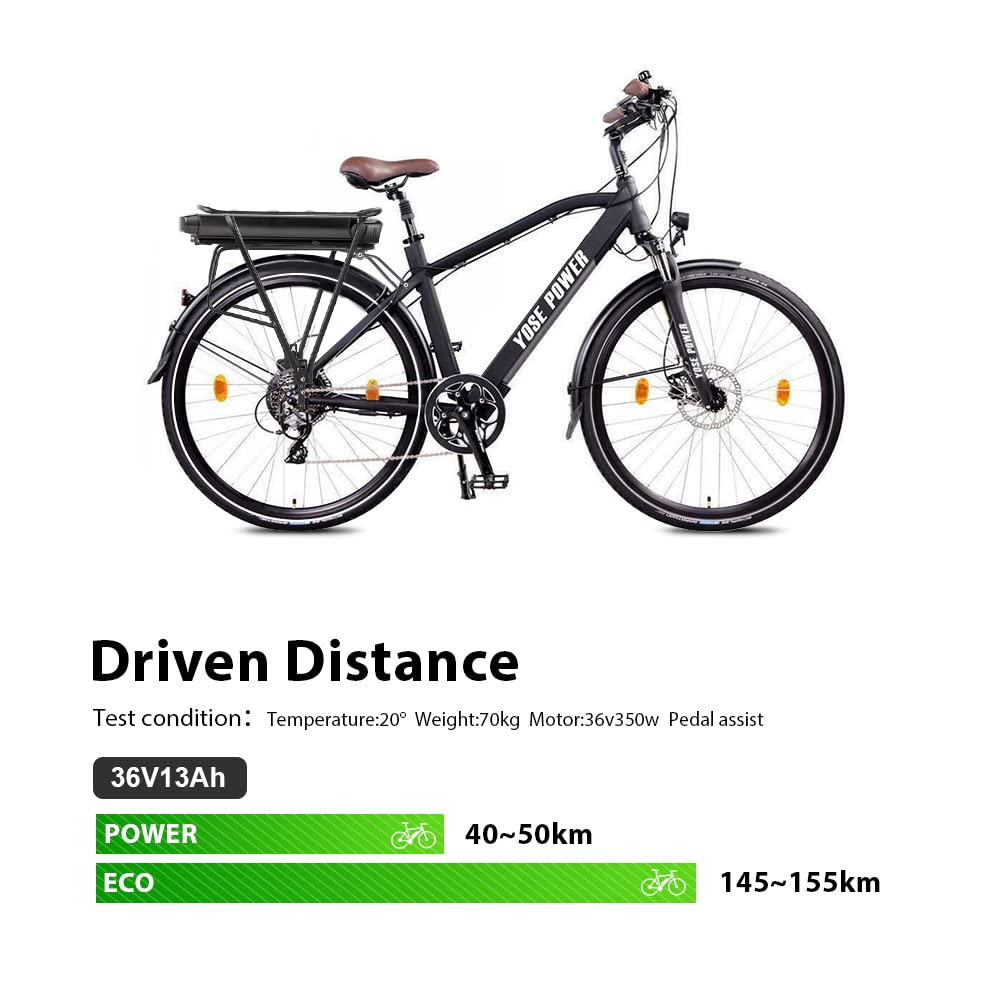 YOSE POWER
YOSE POWER
Driven Distance
Test condition: Temperature:20° Weight:70kg Motor:36v350w Pedal assist
36V13Ah
POWER 40~50km
ECO 145~155km